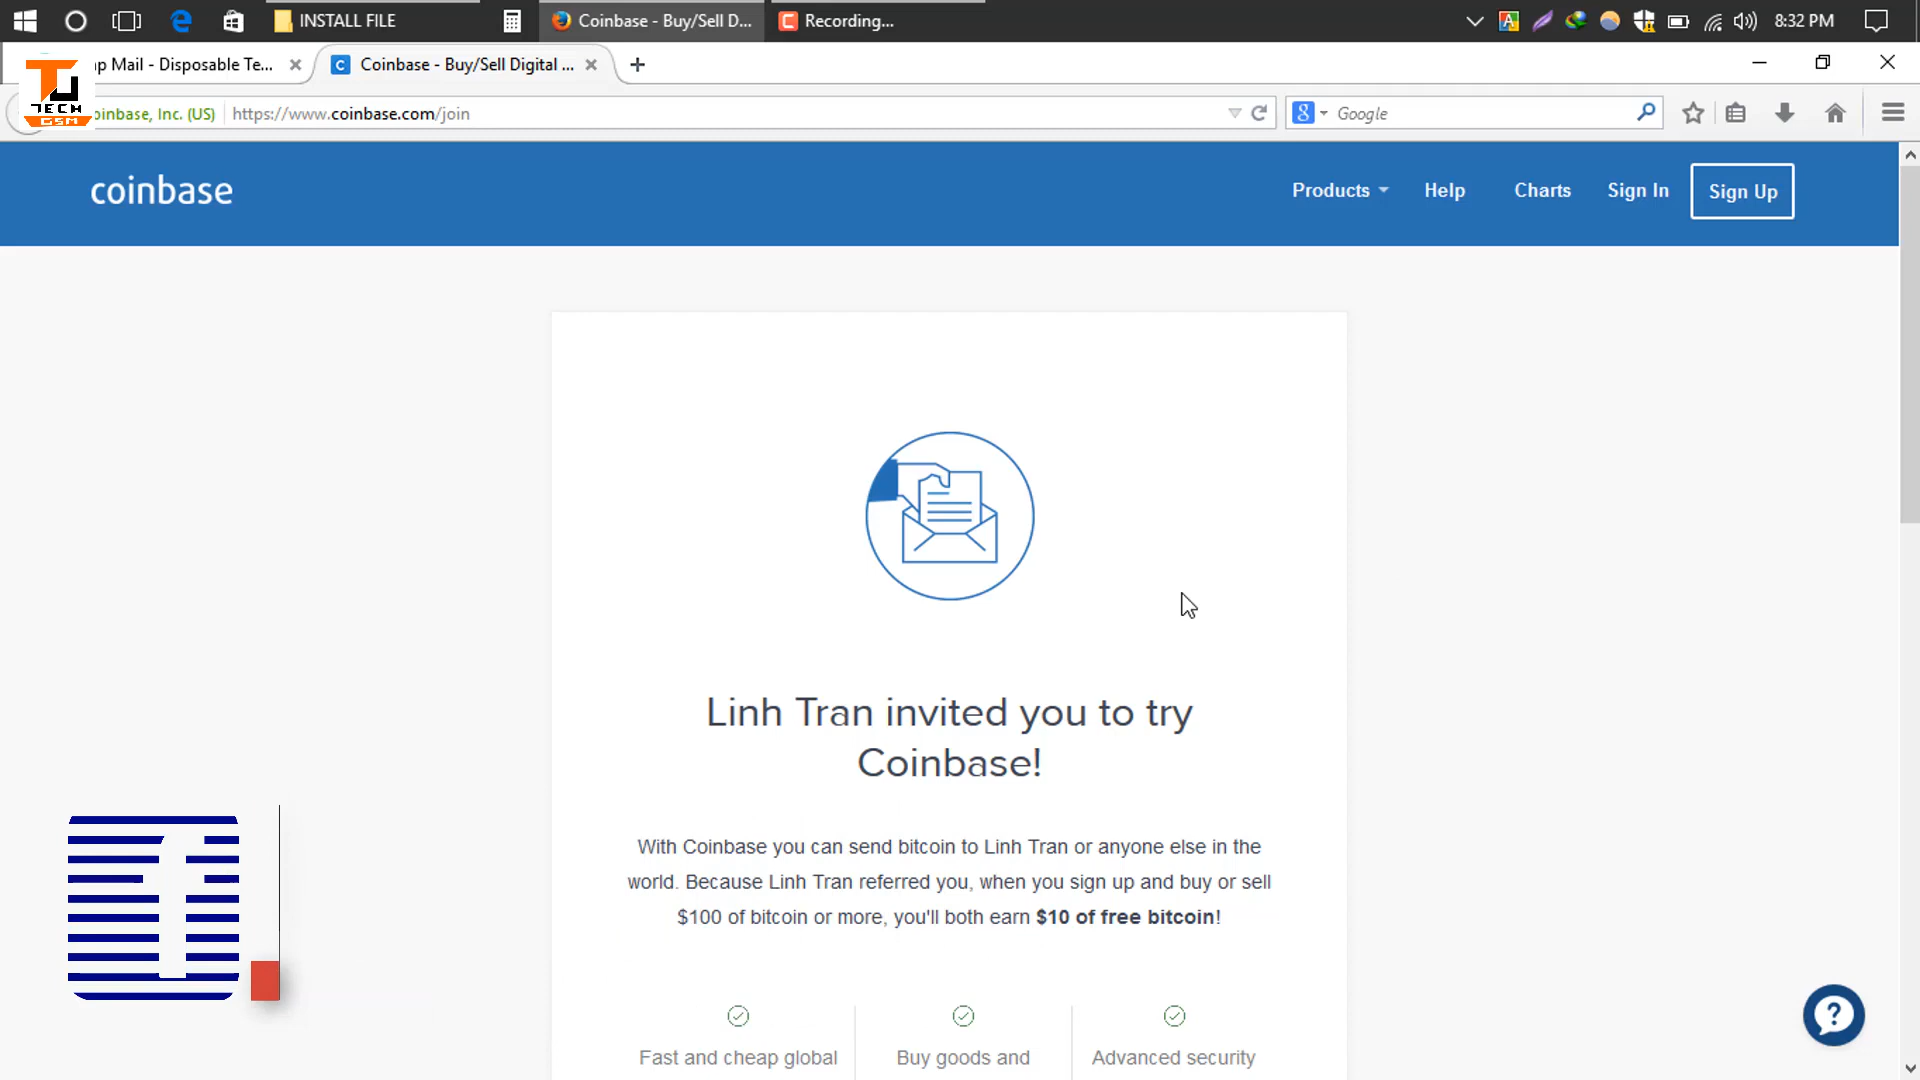 INSTALL FILE
Coinbase - Buy/Sell D...
Recording...
8:32 PM
p Mail - Disposable Te...
Coinbase - Buy/Sell Digital ...
TECH
GSM
oinbase, Inc. (US)
https://www.coinbase.com/join
Google
coinbase
Products
Help
Charts
Sign In
Sign Up
Linh Tran invited you to try
Coinbase!
With Coinbase you can send bitcoin to Linh Tran or anyone else in the
world. Because Linh Tran referred you, when you sign up and buy or sell
$100 of bitcoin or more, you'll both earn $10 of free bitcoin!
Fast and cheap global
Buy goods and
Advanced security